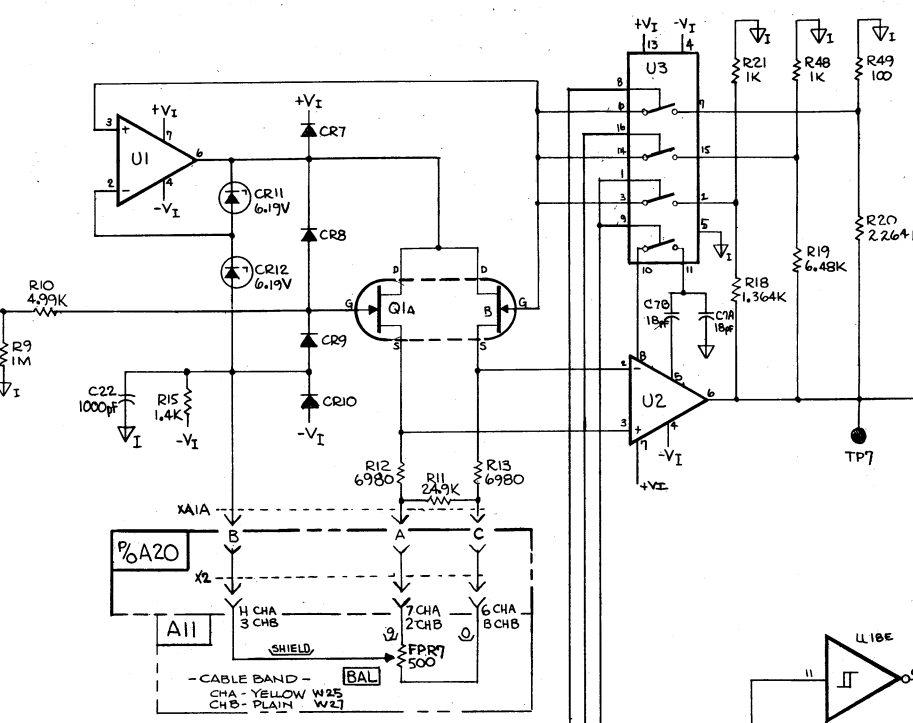 +VI -VI
13 4
U3
R21
1K
R48
1K
R49
100
I I I
8
16 7
16
14 15
1
3 2
9
5
10 11
I
+VI
3 +
7
U1
6
2 -
4
-VI
+VI
CR7
CR11
6.19V
CR8
CR12
6.19V
R10
4.99K
R9
1M
I
C22
1000pF
I
R15
1.4K
-VI
CR9
CR10
-VI
D D
G Q1A B G
S S
R20
2264
R19
6.48K
R18
1.364K
C7B
18pF
C7A
18pF
8
5
2 -
U2
6
3 +
7
4
-VI
+VI
TP7
R12
6980
R11
24.9K
R13
6980
XA1A
B A C
P/O A20
X2
H CHA
3 CHB
7 CHA
2 CHB
6 CHA
B CHB
A11
9 0
SHIELD
FPR7
500
BAL
- CABLE BAND -
CHA - YELLOW W25
CHB - PLAIN W27
U18E
11